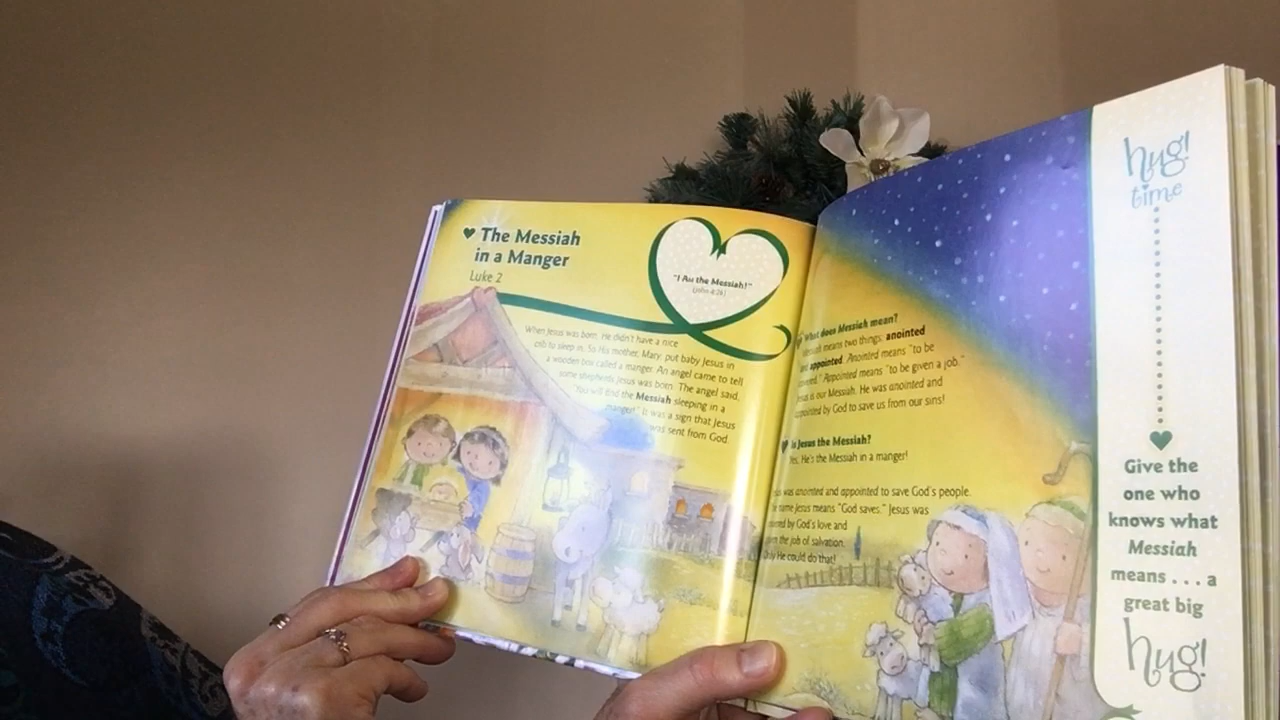 The Messiah
in a Manger
Luke 2
"I Am the Messiah!"
(John 4:26)
When Jesus was born, He didn't have a nice
crib to sleep in. So His mother, Mary, put baby Jesus in
a wooden box called a manger. An angel came to tell
some shepherds Jesus was born. The angel said,
"You will find the Messiah sleeping in a
manger!" It was a sign that Jesus
was sent from God.
What does Messiah mean?
Messiah means two things: anointed
and appointed. Anointed means "to be
covered." Appointed means "to be given a job."
Jesus is our Messiah. He was anointed and
appointed by God to save us from our sins!
Is Jesus the Messiah?
Yes, He's the Messiah in a manger!
was anointed and appointed to save God's people.
name Jesus means "God saves." Jesus was
by God's love and
the job of salvation.
Only He could do that!
hug!
time
Give the
one who
knows what
Messiah
means . . . a
great big
hug!